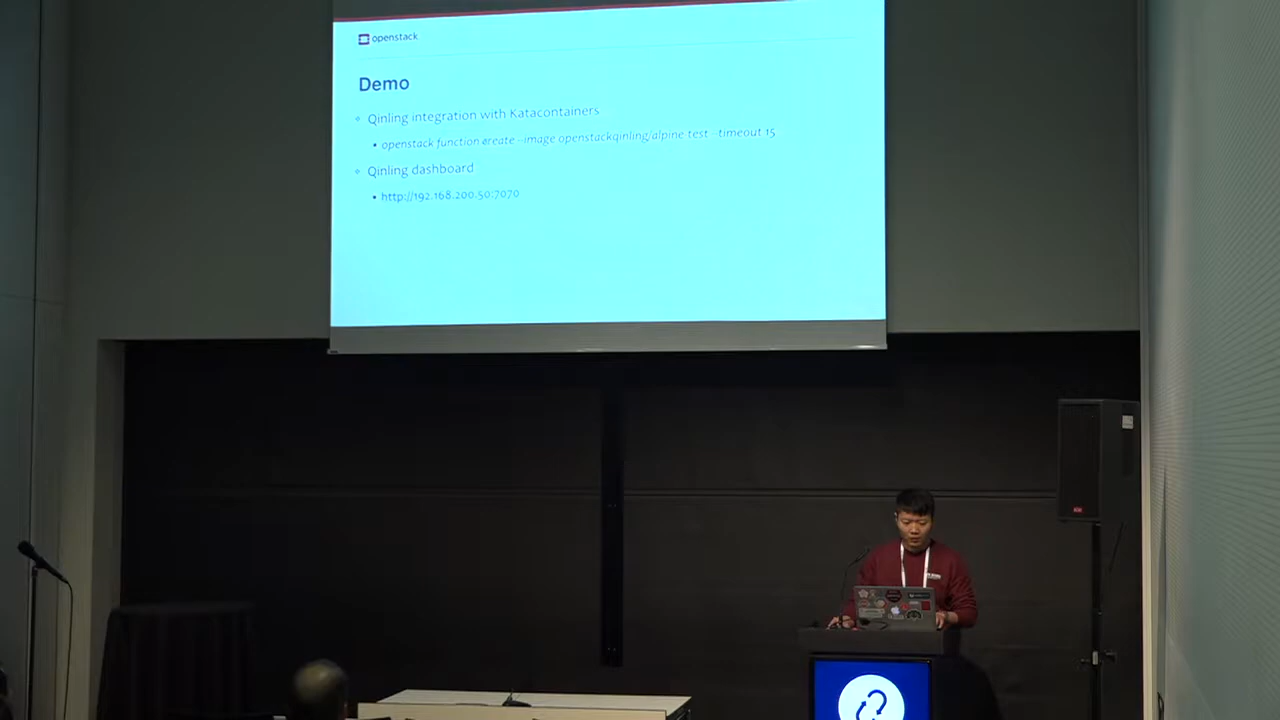 openstack
Demo
Qinling integration with Katacontainers
openstack function create --image openstackqinling/alpine test --timeout 15
Qinling dashboard
http://192.168.200.50:7070